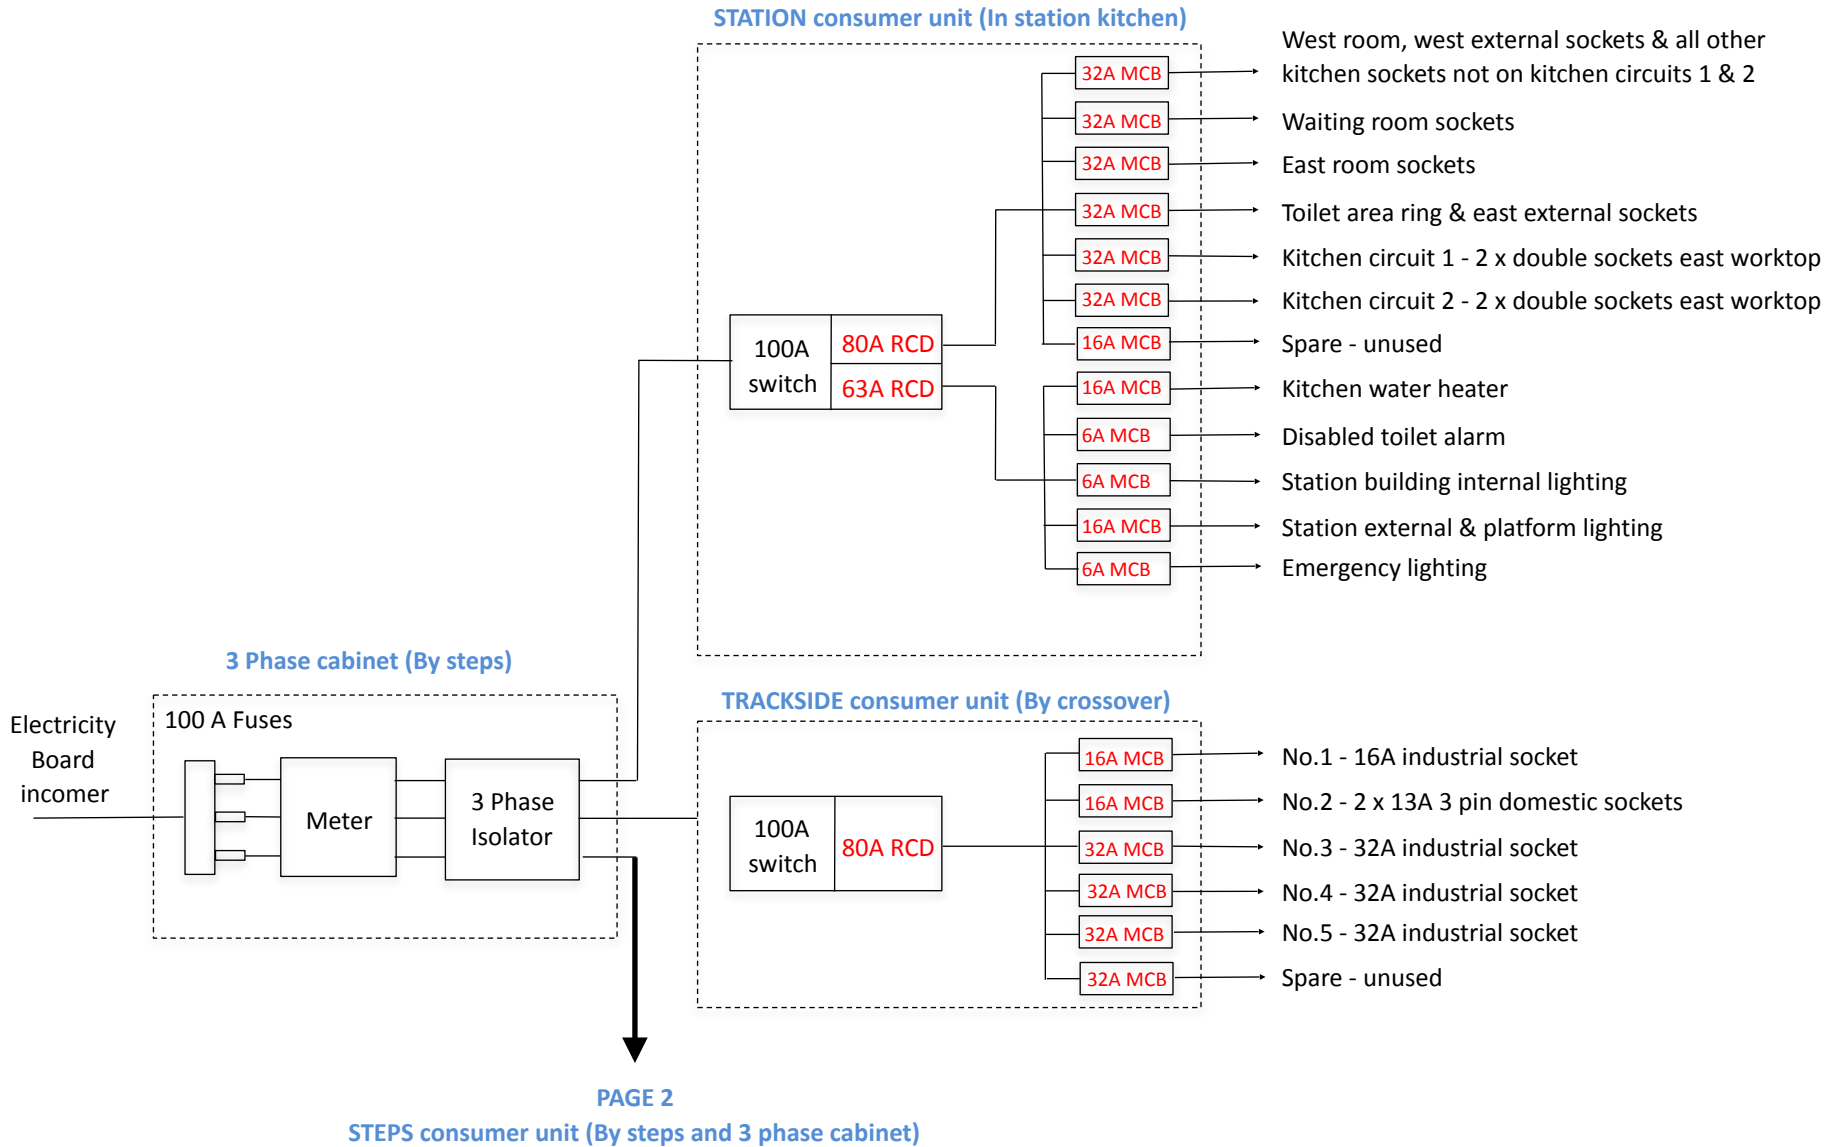 STATION consumer unit (In station kitchen)
32A MCB
West room, west external sockets & all other
kitchen sockets not on kitchen circuits 1 & 2
32A MCB
Waiting room sockets
32A MCB
East room sockets
32A MCB
Toilet area ring & east external sockets
32A MCB
Kitchen circuit 1 - 2 x double sockets east worktop
32A MCB
Kitchen circuit 2 - 2 x double sockets east worktop
16A MCB
Spare - unused
100A
switch
80A RCD
63A RCD
16A MCB
Kitchen water heater
6A MCB
Disabled toilet alarm
6A MCB
Station building internal lighting
16A MCB
Station external & platform lighting
6A MCB
Emergency lighting
3 Phase cabinet (By steps)
Electricity
Board
incomer
100 A Fuses
Meter
3 Phase
Isolator
TRACKSIDE consumer unit (By crossover)
100A
switch
80A RCD
16A MCB
No.1 - 16A industrial socket
16A MCB
No.2 - 2 x 13A 3 pin domestic sockets
32A MCB
No.3 - 32A industrial socket
32A MCB
No.4 - 32A industrial socket
32A MCB
No.5 - 32A industrial socket
32A MCB
Spare - unused
PAGE 2
STEPS consumer unit (By steps and 3 phase cabinet)